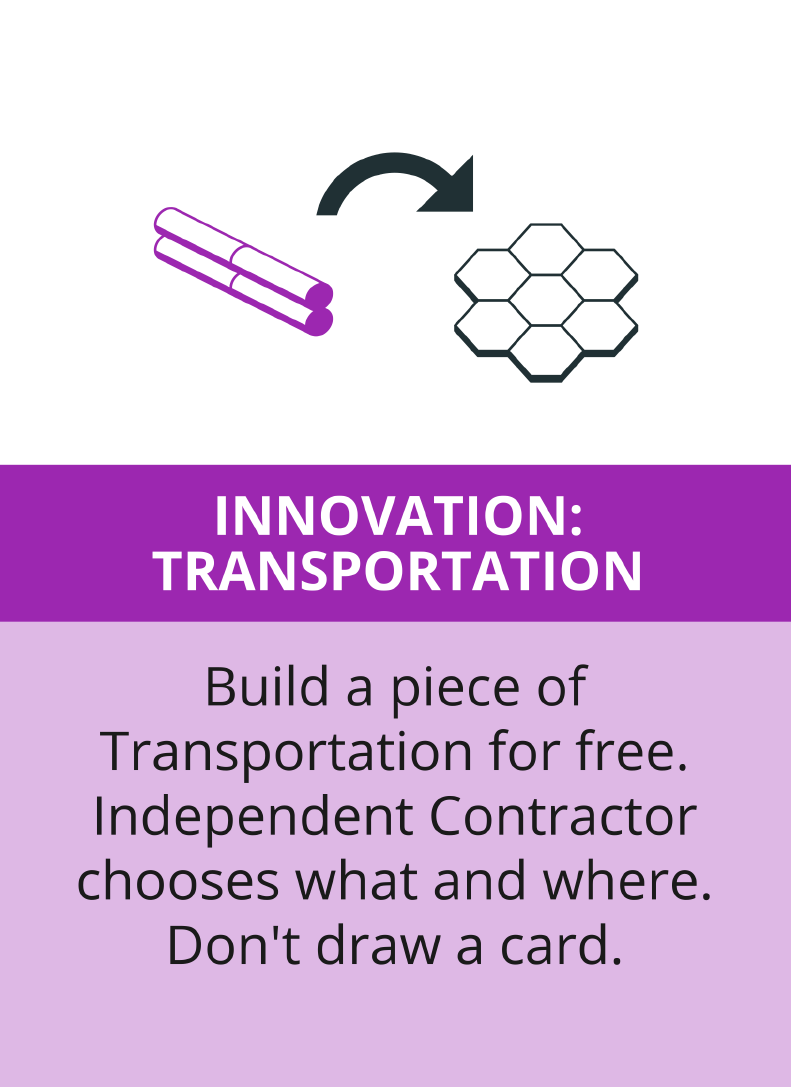 INNOVATION:
TRANSPORTATION
Build a piece of
Transportation for free.
Independent Contractor
chooses what and where.
Don't draw a card.